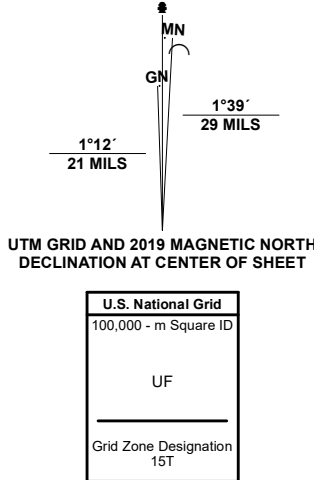 MN
GN
1°39´
29 MILS
1°12´
21 MILS
UTM GRID AND 2019 MAGNETIC NORTH
DECLINATION AT CENTER OF SHEET
U.S. National Grid
100,000 - m Square ID
UF
Grid Zone Designation
15T